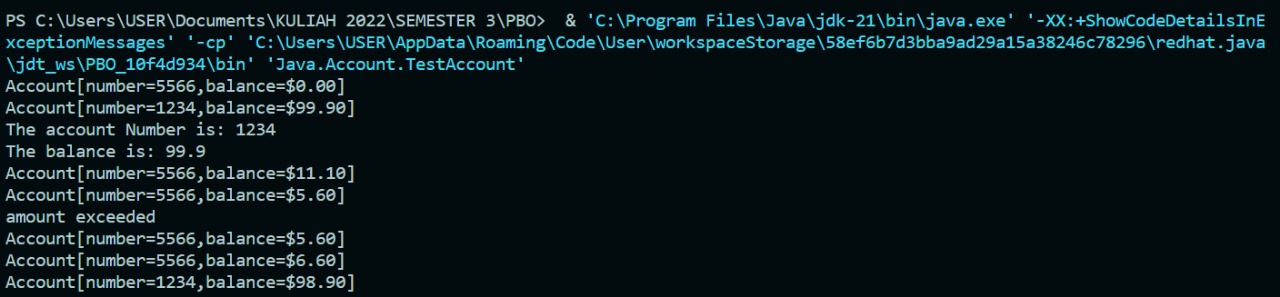 PS C:\Users\USER\Documents\KULIAH 2022\SEMESTER 3\PBO>  & 'C:\Program Files\Java\jdk-21\bin\java.exe' '-XX:+ShowCodeDetailsInE
xceptionMessages' '-cp' 'C:\Users\USER\AppData\Roaming\Code\User\workspaceStorage\58ef6b7d3bba9ad29a15a38246c78296\redhat.java
\jdt_ws\PBO_10f4d934\bin' 'Java.Account.TestAccount'
Account[number=5566,balance=$0.00]
Account[number=1234,balance=$99.90]
The account Number is: 1234
The balance is: 99.9
Account[number=5566,balance=$11.10]
Account[number=5566,balance=$5.60]
amount exceeded
Account[number=5566,balance=$5.60]
Account[number=5566,balance=$6.60]
Account[number=1234,balance=$98.90]